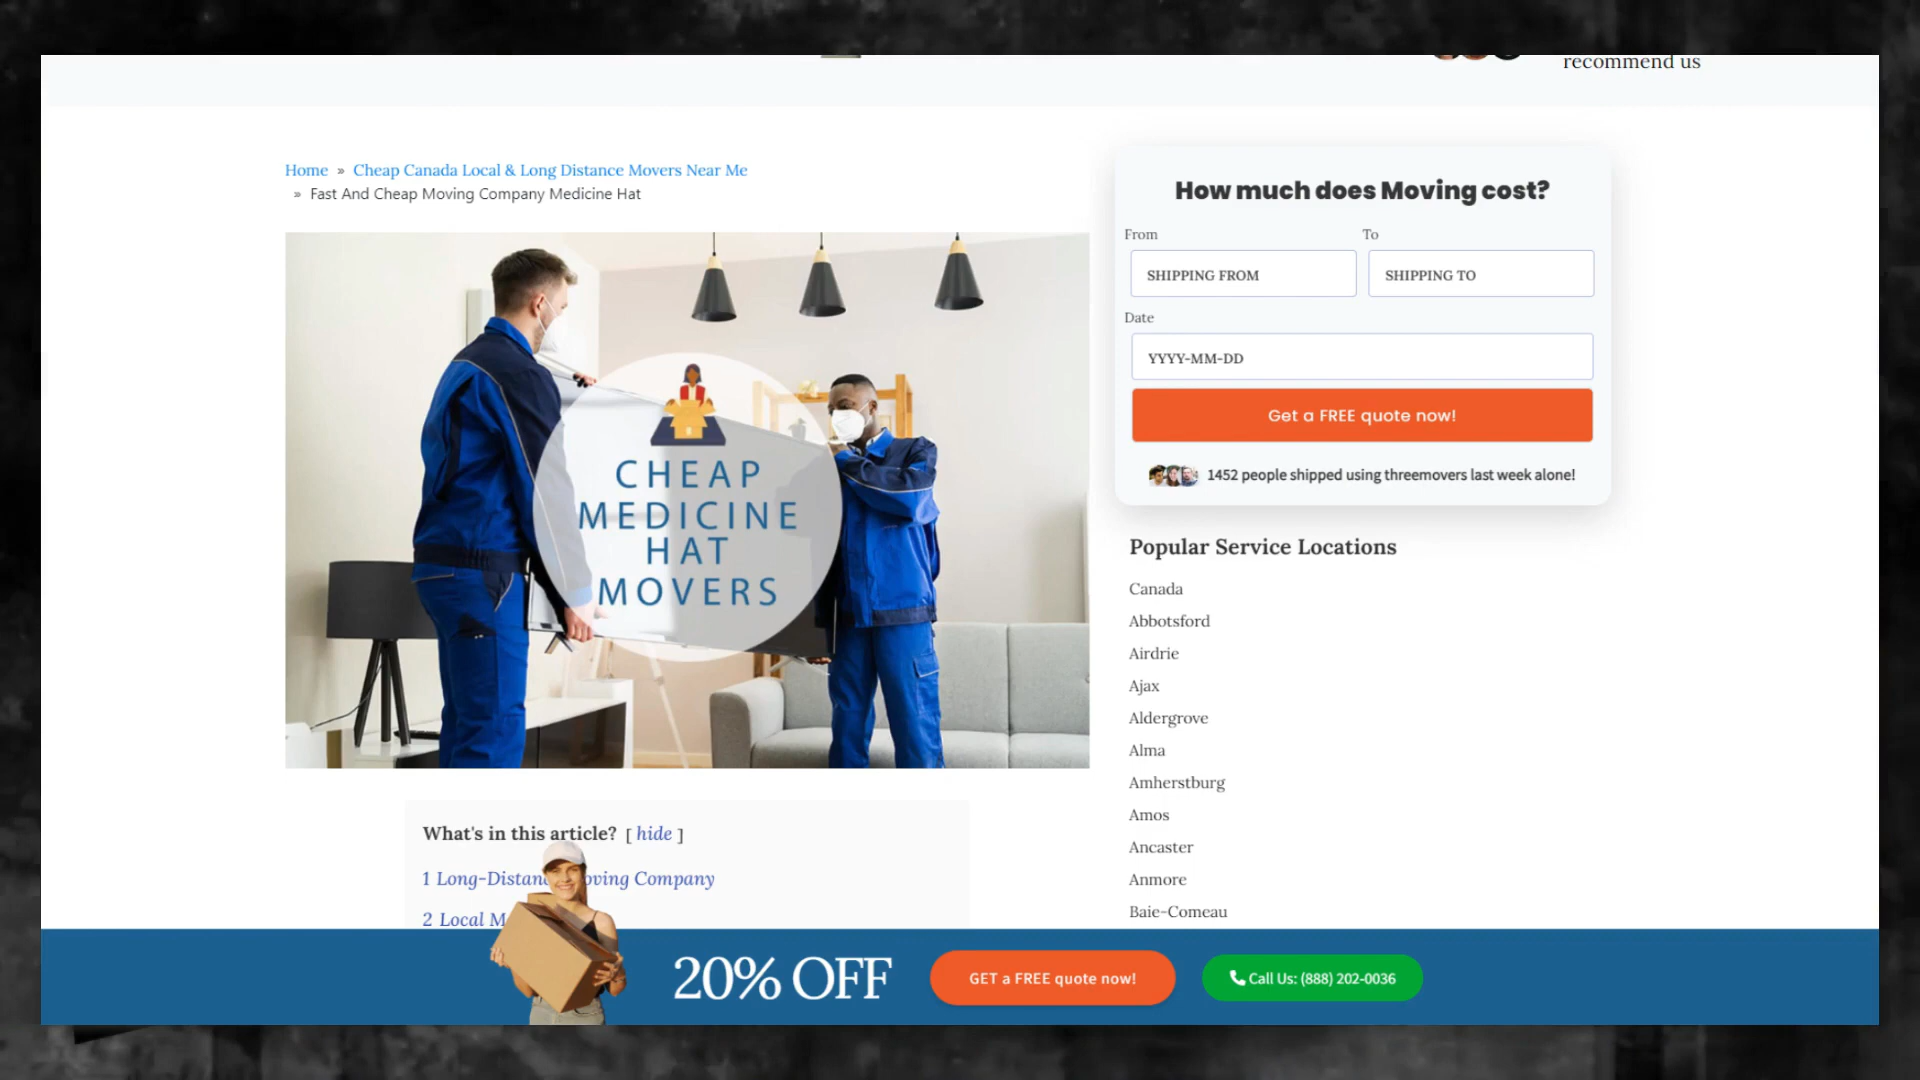 recommend us
Home » Cheap Canada Local & Long Distance Movers Near Me
» Fast And Cheap Moving Company Medicine Hat
CHEAP
MEDICINE
HAT
MOVERS
How much does Moving cost?
From To
SHIPPING FROM SHIPPING TO
Date
YYYY-MM-DD
Get a FREE quote now!
1452 people shipped using threemovers last week alone!
Popular Service Locations
Canada
Abbotsford
Airdrie
Ajax
Aldergrove
Alma
Amherstburg
Amos
Ancaster
Anmore
Baie-Comeau
What's in this article? [ hide ]
1 Long-Distanc oving Company
2 Local M
20% OFF
GET a FREE quote now!
Call Us: (888) 202-0036